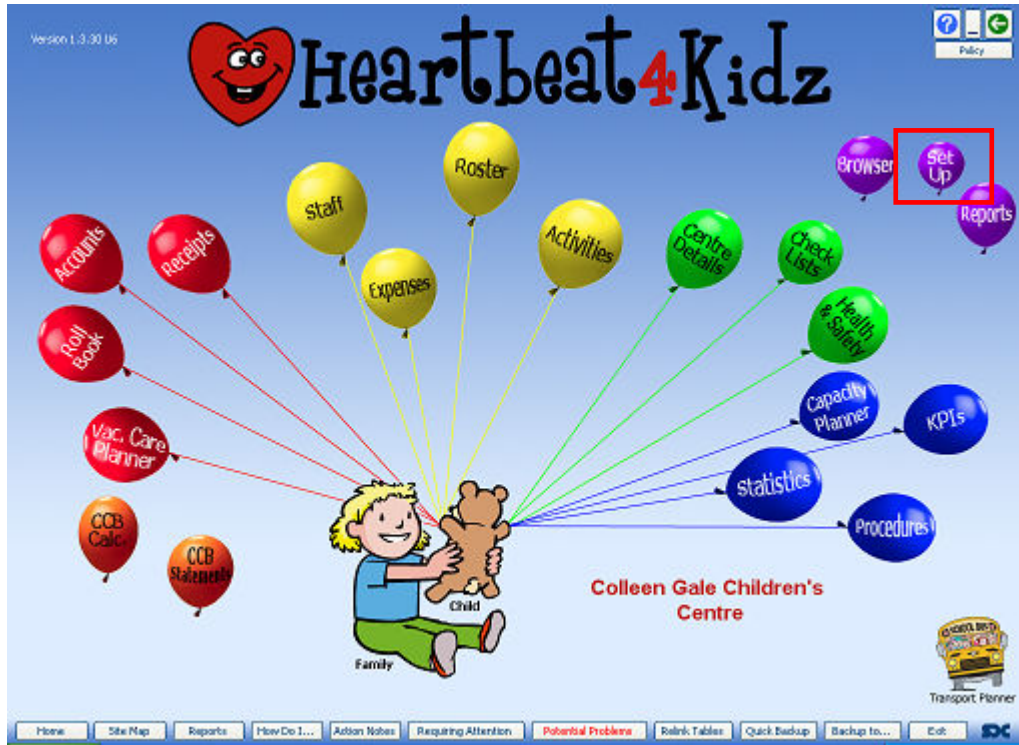 Version 1.3.30 U6
Heartbeat4Kidz
Policy
Browser
Set
Up
Reports
Roster
Staff
Activities
Expenses
Accounts
Receipts
Roll
Book
Vac. Care
Planner
CCB
Calc.
CCB
Statements
Centre
Details
Check
Lists
Health
& Safety
Capacity
Planner
KPIs
Statistics
Procedures
Child
Family
Colleen Gale Children's
Centre
Transport Planner
Home
Site Map
Reports
How Do I...
Action Notes
Requiring Attention
Potential Problems
Relink Tables
Quick Backup
Backup to...
Exit
SDC